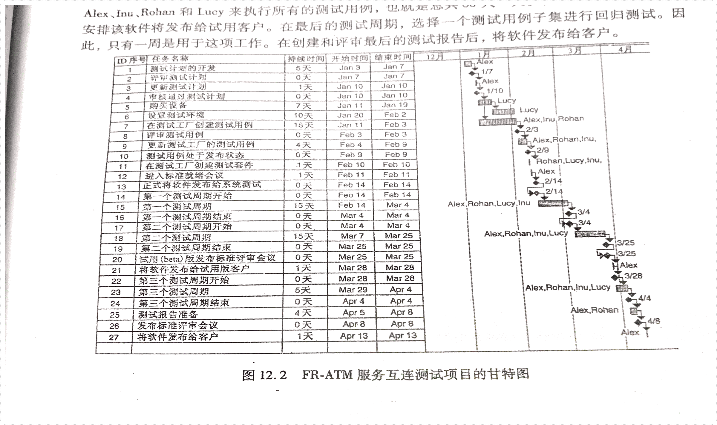 Alex、Inu、Rohan 和 Lucy 来执行所有的测试用例，也就是总共
安排该软件将发布给试用客户。在最后的测试周期，选择一个测试用例子集进行回归测试。因
此，只有一周是用于这项工作。在创建和评审最后的测试报告后，将软件发布给客户。
ID序号 任务名称 持续时间 开始时间 结束时间 12月 1月 2月 3月 4月
1 测试计划的开发 5天 Jan 3 Jan 7 Alex
2 评审测试计划 0天 Jan 7 Jan 7 1/7
3 更新测试计划 1天 Jan 10 Jan 10 Alex
4 审核通过测试计划 0天 Jan 10 Jan 10 1/10
5 购买设备 7天 Jan 11 Jan 19 Lucy
6 设置测试环境 10天 Jan 20 Feb 2 Lucy
7 在测试工厂创建测试用例 Jan 11 Feb 3 Alex,Inu,Rohan
8 评审测试用例 0天 Feb 3 Feb 3 2/3
9 更新测试工厂的测试用例 4天 Feb 4 Feb 9 Alex,Rohan,Inu,
10 测试用例处于发布状态 0天 Feb 9 Feb 9 2/9
11 在测试工厂创建测试套件 1天 Feb 10 Feb 10 Rohan,Lucy,Inu,
12 进入标准就绪会议 1天 Feb 11 Feb 11 Alex
13 正式将软件发布给系统测试 0天 Feb 14 Feb 14 2/14
14 第一个测试周期开始 0天 Feb 14 Feb 14 2/14
15 第一个测试周期 15天 Feb 14 Mar 4 Alex,Rohan,Lucy,Inu
16 第一个测试周期结束 0天 Mar 4 Mar 4 3/4
17 第二个测试周期开始 0天 Mar 4 Mar 4 3/4
18 第二个测试周期 15天 Mar 7 Mar 25 Alex,Rohan,Inu,Lucy
19 第二个测试周期结束 0天 Mar 25 Mar 25 3/25
20 试用(beta)版发布标准评审会议 0天 Mar 25 Mar 25 3/25
21 将软件发布给试用版客户 1天 Mar 28 Mar 28 Alex
22 第三个测试周期开始 0天 Mar 28 Mar 28 3/28
23 第三个测试周期 5天 Mar 29 Apr 4 Alex,Rohan,Inu,Lucy
24 第三个测试周期结束 0天 Apr 4 Apr 4 4/4
25 测试报告准备 4天 Apr 5 Apr 8 Alex,Rohan
26 发布标准评审会议 0天 Apr 8 Apr 8 4/8
27 将软件发布给客户 1天 Apr 13 Apr 13 Alex
图 12.2 FR-ATM 服务互连测试项目的甘特图